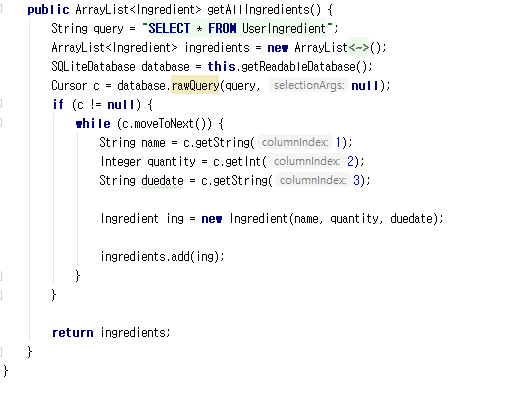 public ArrayList<Ingredient> getAllIngredients() {
String query = "SELECT * FROM UserIngredient";
ArrayList<Ingredient> ingredients = new ArrayList<~>();
SQLiteDatabase database = this.getReadableDatabase();
Cursor c = database.rawQuery(query, selectionArgs: null);
if (c != null) {
while (c.moveToNext()) {
String name = c.getString( columnIndex: 1);
Integer quantity = c.getInt( columnIndex: 2);
String duedate = c.getString( columnIndex: 3);
Ingredient ing = new Ingredient(name, quantity, duedate);
ingredients.add(ing);
}
}
return ingredients;
}
}